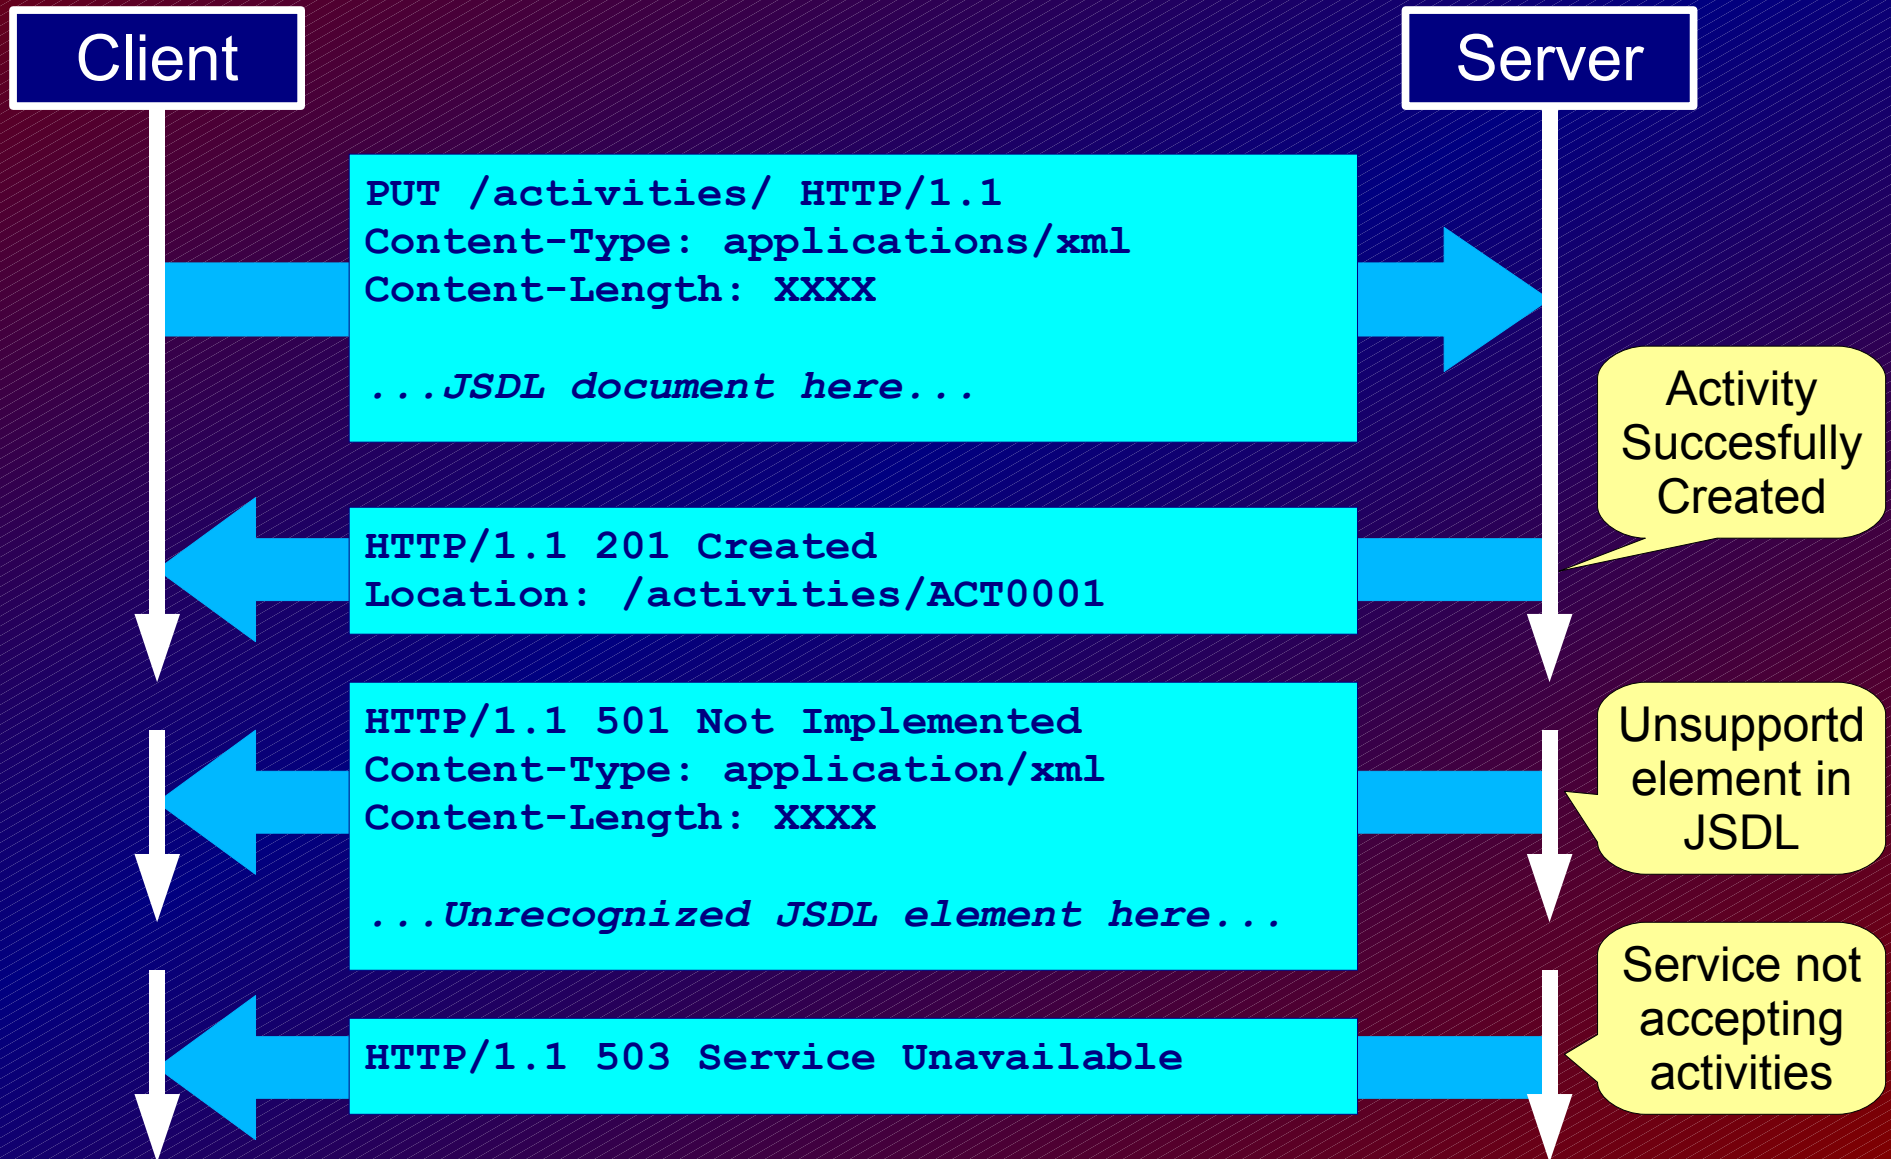 Client
Server
PUT /activities/ HTTP/1.1
Content-Type: applications/xml
Content-Length: XXXX
...JSDL document here...
Activity
Succesfully
Created
HTTP/1.1 201 Created
Location: /activities/ACT0001
HTTP/1.1 501 Not Implemented
Content-Type: application/xml
Content-Length: XXXX
...Unrecognized JSDL element here...
Unsupportd
element in
JSDL
HTTP/1.1 503 Service Unavailable
Service not
accepting
activities